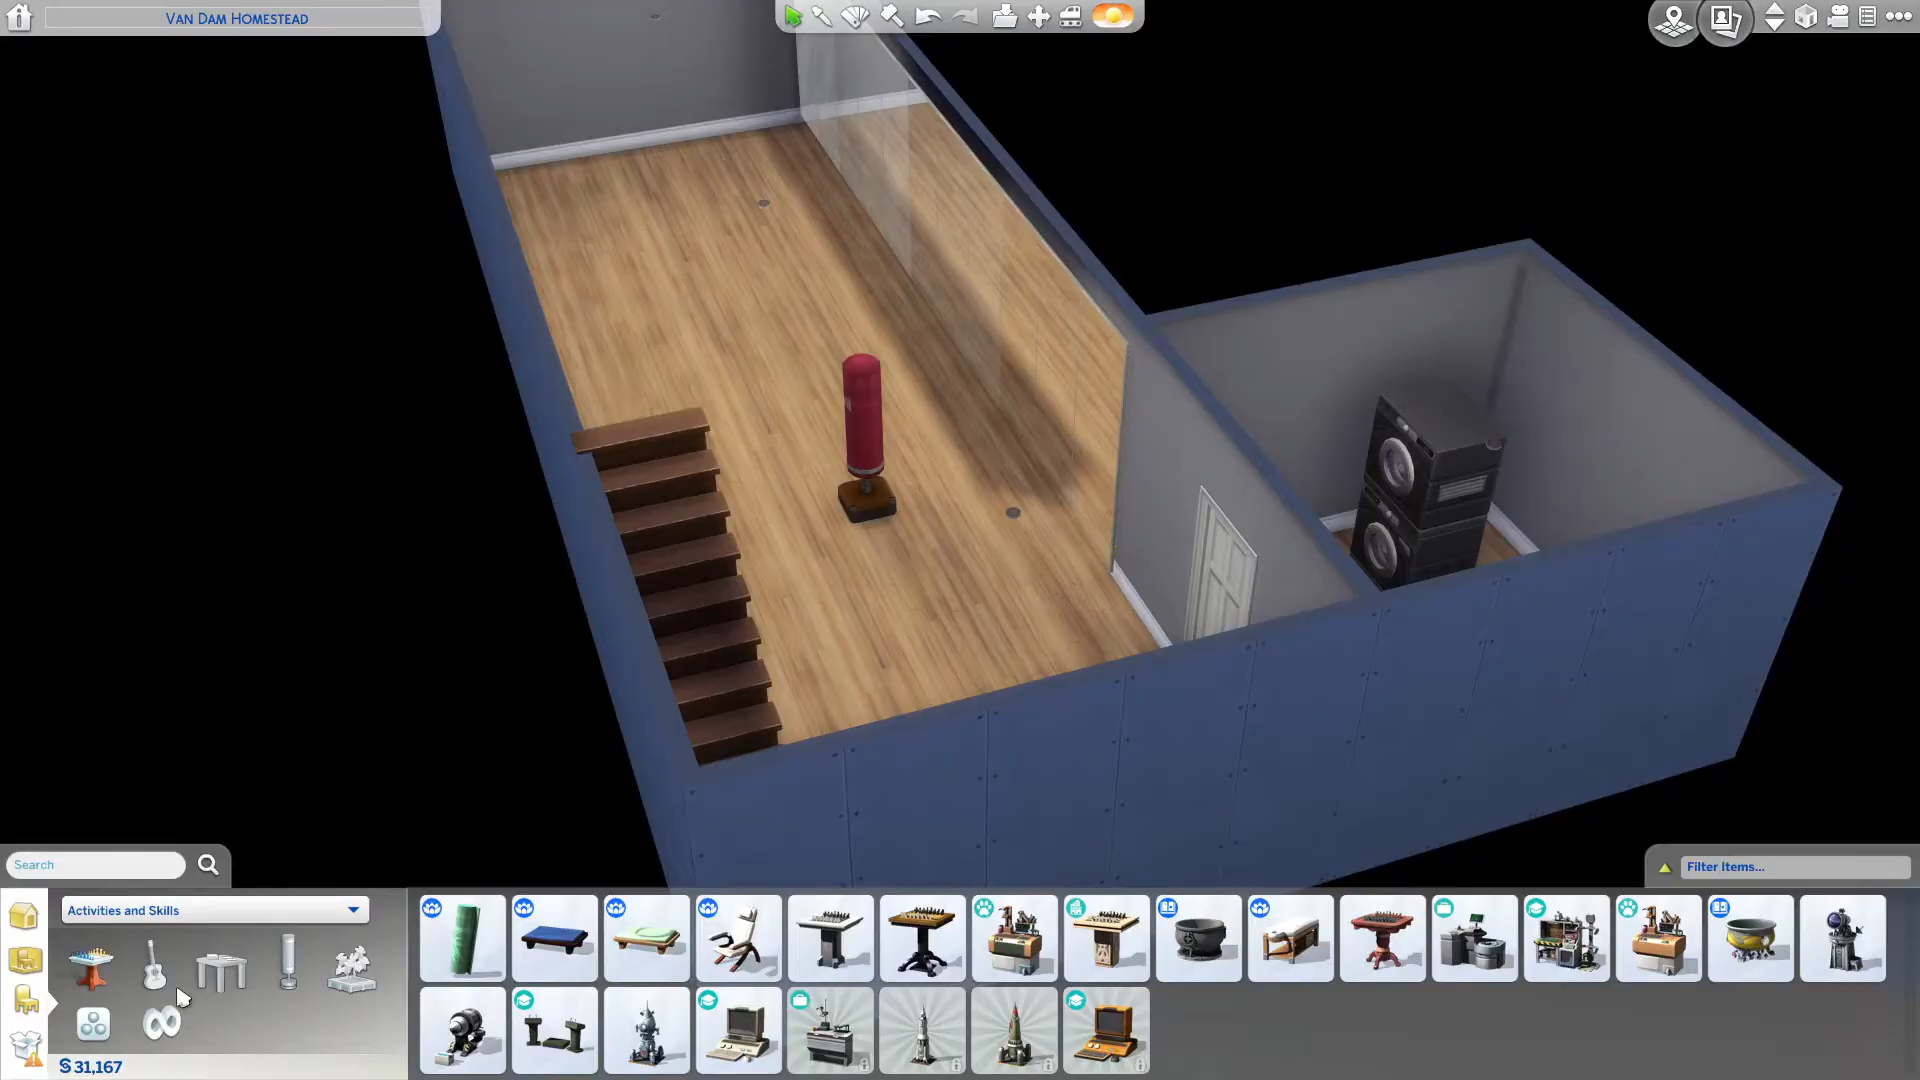 Van Dam Homestead
Search
Filter Items...
Activities and Skills
§31,167